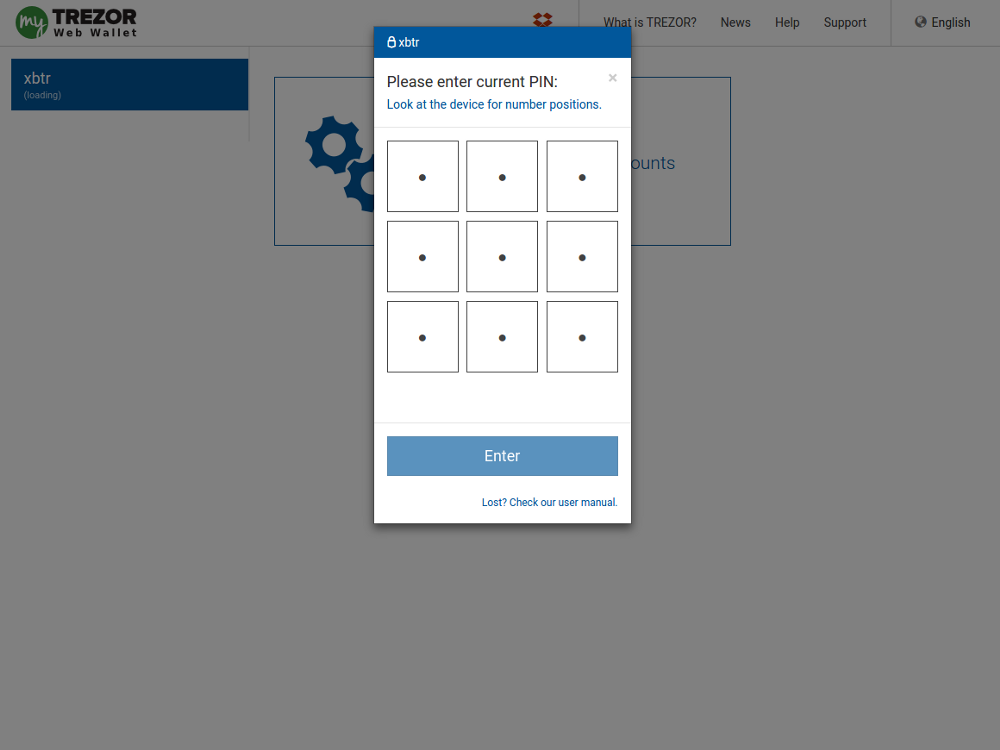 my TREZOR
Web Wallet
What is TREZOR?
News
Help
Support
English
xbtr
(loading)
xbtr
Please enter current PIN:
×
Look at the device for number positions.
ounts
Enter
Lost? Check our user manual.